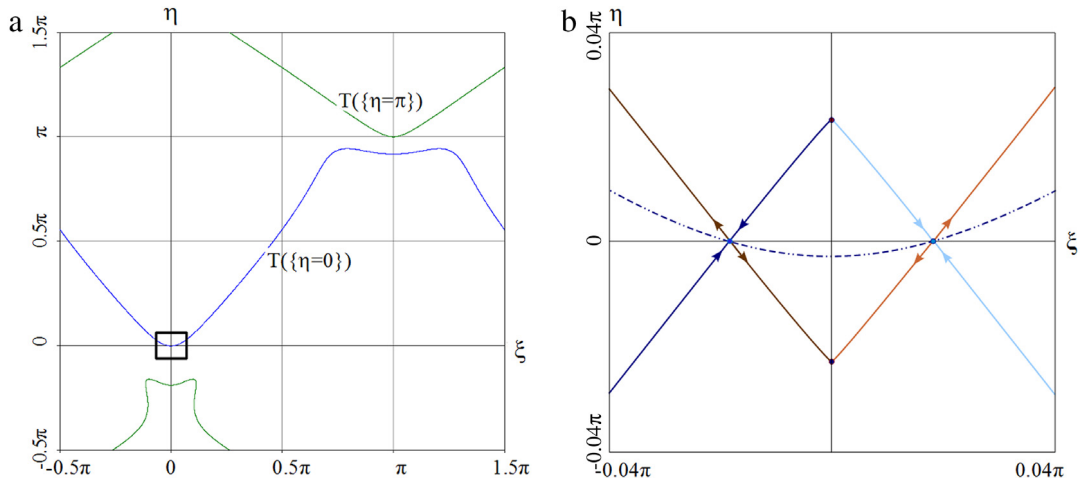 a
η
1.5π
π
0.5π
0
-0.5π
T({η=π})
T({η=0})
ξ
-0.5π 0 0.5π π 1.5π
b
η
0.04π
0
-0.04π
ξ
-0.04π 0.04π